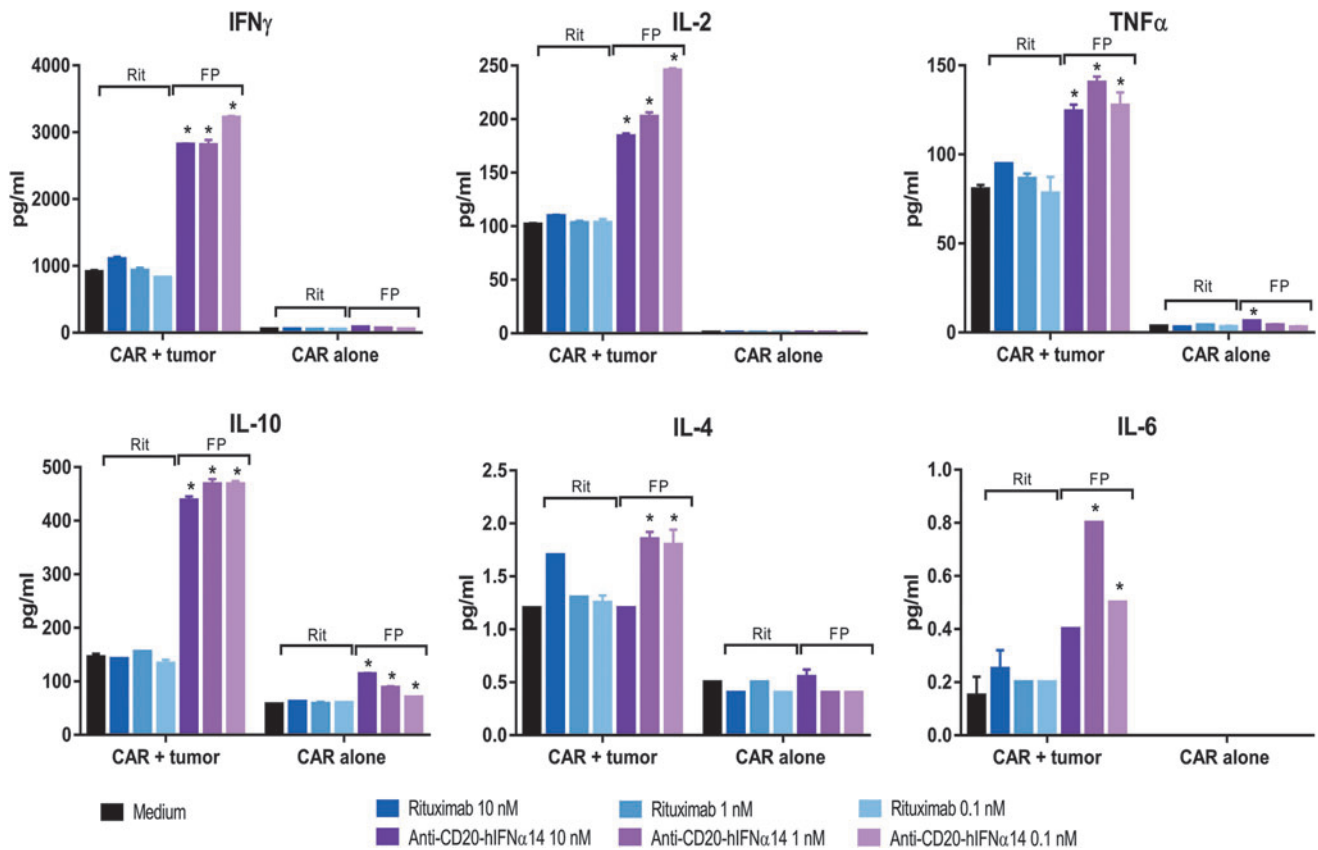 IFNγ
Rit
FP
4000
3000
2000
1000
0
pg/ml
* * *
Rit
FP
CAR + tumor
CAR alone
IL-2
Rit
FP
250
200
150
100
50
0
pg/ml
* * *
CAR + tumor
CAR alone
TNFα
Rit
FP
150
100
50
0
pg/ml
* * *
Rit
FP
*
CAR + tumor
CAR alone
IL-10
Rit
FP
500
400
300
200
100
0
pg/ml
* * *
Rit
FP
* * *
CAR + tumor
CAR alone
IL-4
Rit
FP
2.5
2.0
1.5
1.0
0.5
0.0
pg/ml
* *
Rit
FP
CAR + tumor
CAR alone
IL-6
Rit
FP
1.0
0.8
0.6
0.4
0.2
0.0
pg/ml
* *
CAR + tumor
CAR alone
Medium
Rituximab 10 nM
Rituximab 1 nM
Rituximab 0.1 nM
Anti-CD20-hIFNα14 10 nM
Anti-CD20-hIFNα14 1 nM
Anti-CD20-hIFNα14 0.1 nM